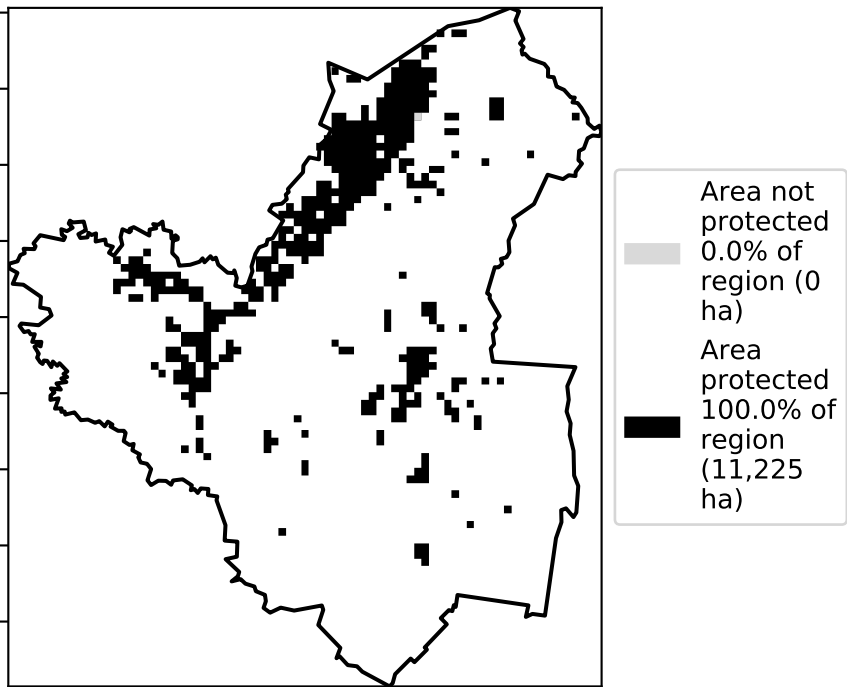 Area not
protected
0.0% of
region (0
ha)
Area
protected
100.0% of
region
(11,225
ha)